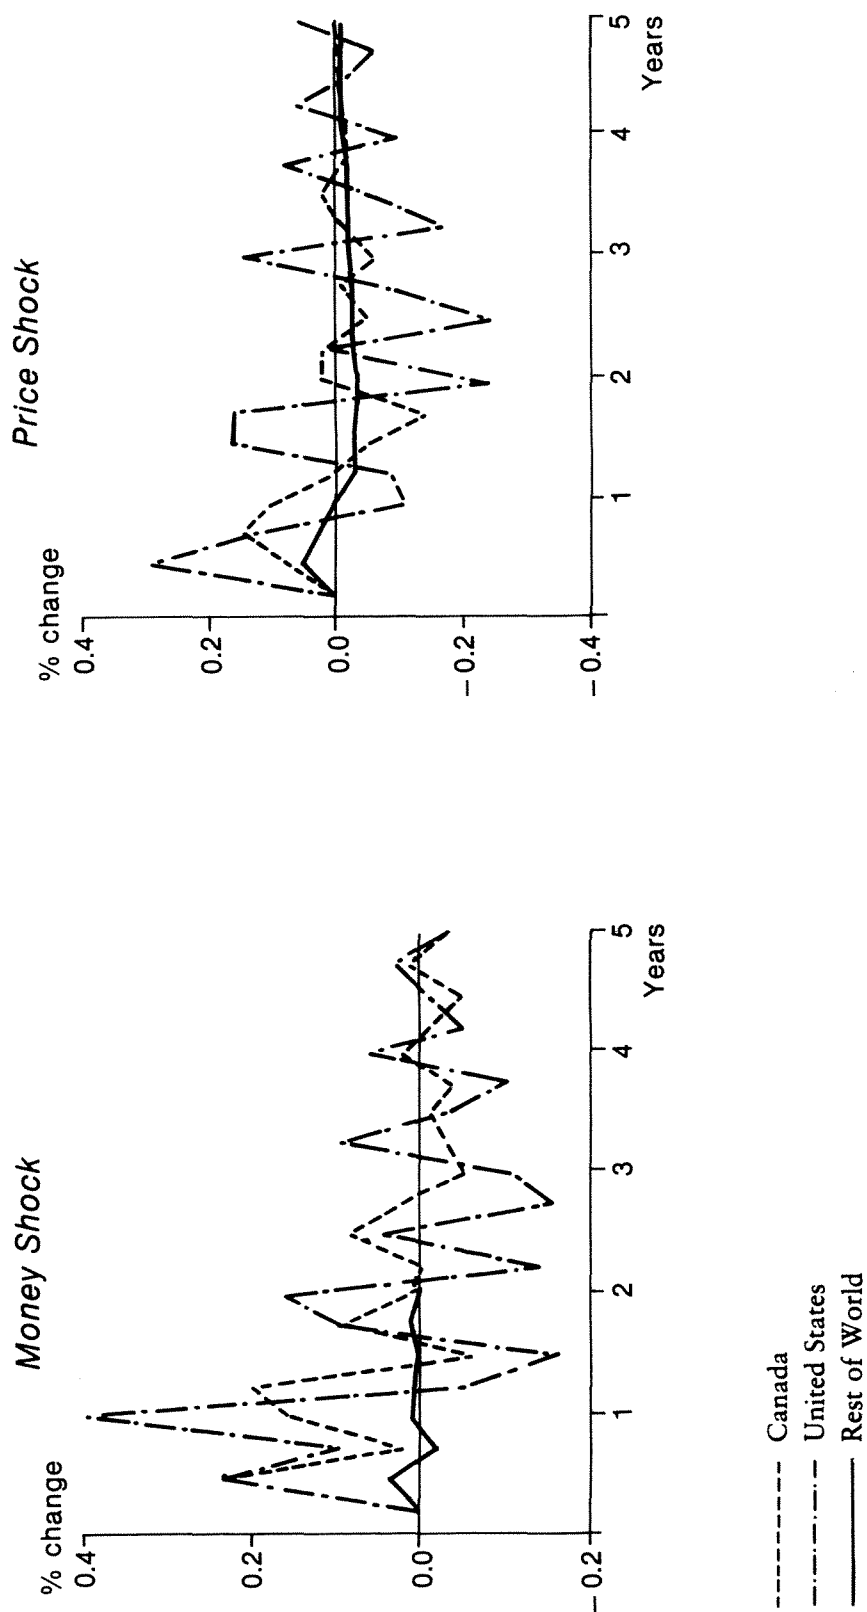 Money Shock
% change
0.4
0.2
0.0
– 0.2
1
2
3
4
5
Years
Price Shock
% change
0.4
0.2
0.0
– 0.2
– 0.4
1
2
3
4
5
Years
Canada
United States
Rest of World